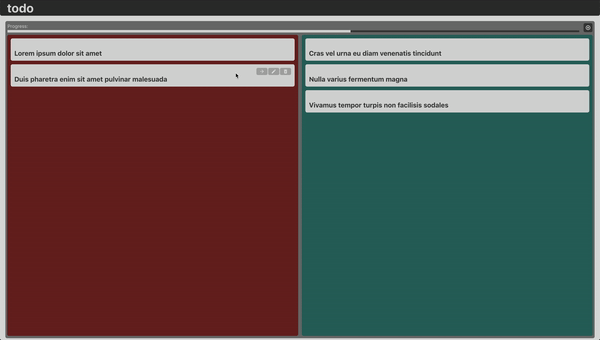 todo
Progress:
Lorem ipsum dolor sit amet
Duis pharetra enim sit amet pulvinar malesuada
Cras vel urna eu diam venenatis tincidunt
Nulla varius fermentum magna
Vivamus tempor turpis non facilisis sodales